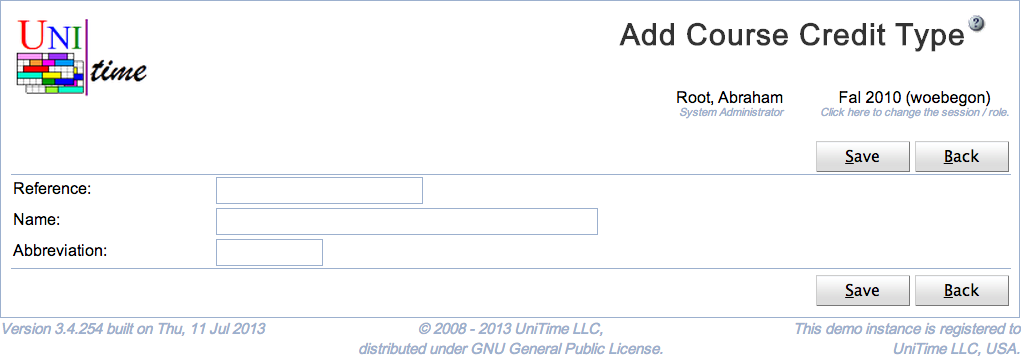 UNI
time
Add Course Credit Type
?
Root, Abraham
System Administrator
Fal 2010 (woebegon)
Click here to change the session / role.
Save Back
Reference:
Name:
Abbreviation:
Save Back
Version 3.4.254 built on Thu, 11 Jul 2013
© 2008 - 2013 UniTime LLC,
distributed under GNU General Public License.
This demo instance is registered to
UniTime LLC, USA.